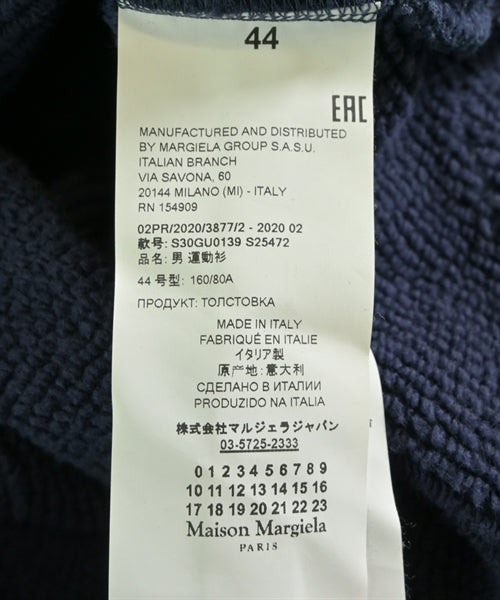 44
EAC
MANUFACTURED AND DISTRIBUTED
BY MARGIELA GROUP S.A.S.U.
ITALIAN BRANCH
VIA SAVONA, 60
20144 MILANO (MI) - ITALY
RN 154909
02PR/2020/3877/2 - 2020 02
款号: S30GU0139 S25472
品名: 男 運動衫
44 号型: 160/80A
ПРОДУКТ: ТОЛСТОВКА
MADE IN ITALY
FABRIQUÉ EN ITALIE
イタリア製
原产地: 意大利
СДЕЛАНО В ИТАЛИИ
PRODUZIDO NA ITALIA
株式会社マルジェラジャパン
03-5725-2333
0 1 2 3 4 5 6 7 8 9
10 11 12 13 14 15 16
17 18 19 20 21 22 23
Maison Margiela
PARIS